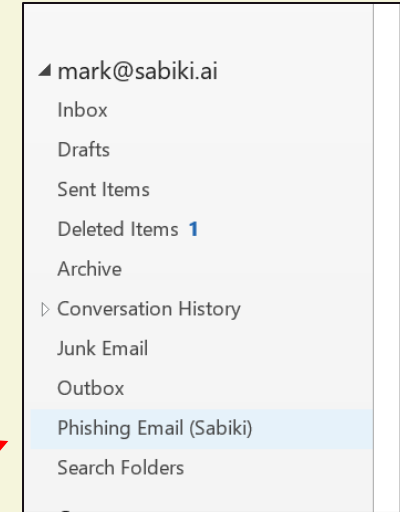 mark@sabiki.ai
Inbox
Drafts
Sent Items
Deleted Items 1
Archive
Conversation History
Junk Email
Outbox
Phishing Email (Sabiki)
Search Folders